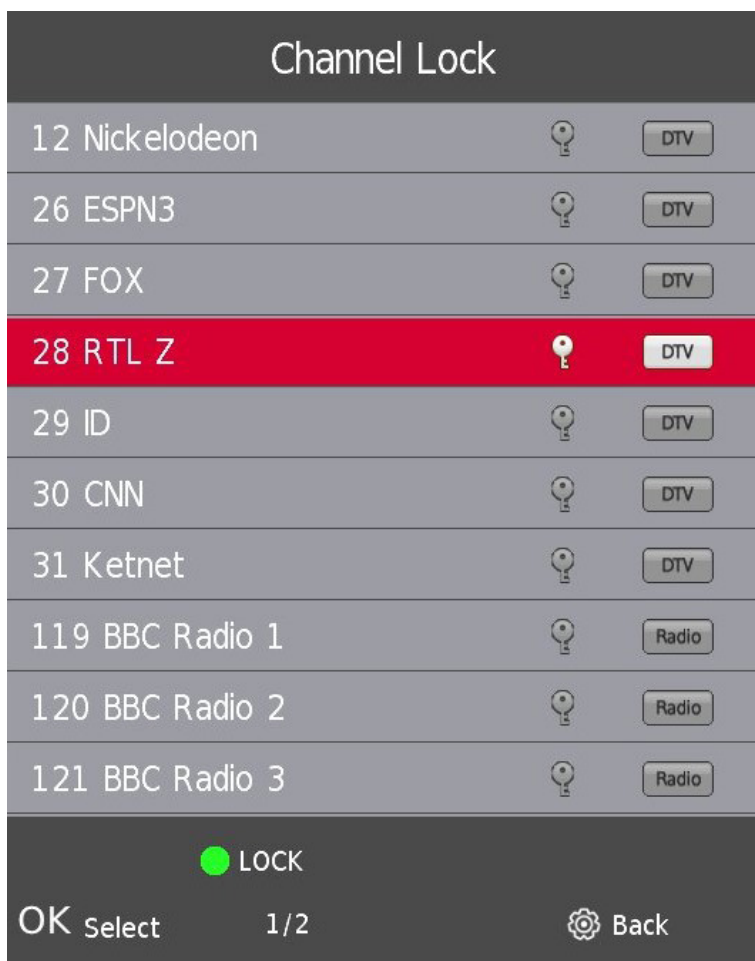 Channel Lock
12 Nickelodeon DTV
26 ESPN3 DTV
27 FOX DTV
28 RTL Z DTV
29 ID DTV
30 CNN DTV
31 Ketnet DTV
119 BBC Radio 1 Radio
120 BBC Radio 2 Radio
121 BBC Radio 3 Radio
LOCK
OK Select 1/2 Back